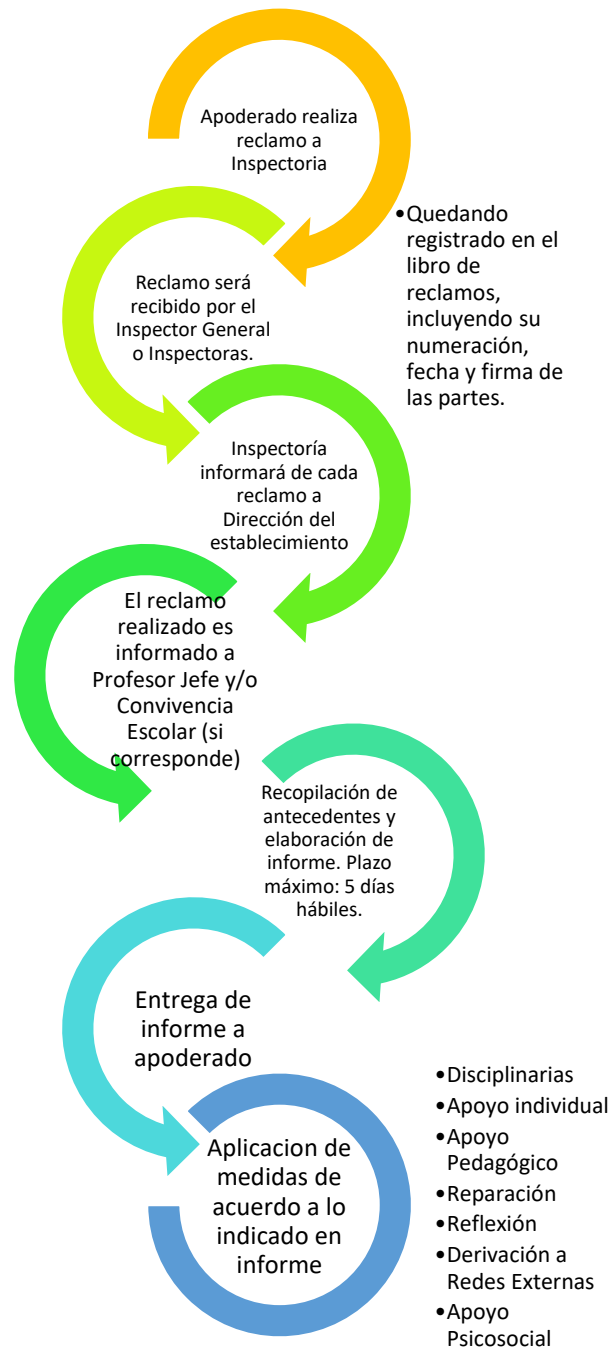 Apoderado realiza
reclamo a
Inspectoria
•Quedando
registrado en el
libro de
reclamos,
incluyendo su
numeración,
fecha y firma de
las partes.
Reclamo será
recibido por el
Inspector General
o Inspectoras.
Inspectoría
informará de cada
reclamo a
Dirección del
establecimiento
El reclamo
realizado es
informado a
Profesor Jefe y/o
Convivencia
Escolar (si
corresponde)
Recopilación de
antecedentes y
elaboración de
informe. Plazo
máximo: 5 días
hábiles.
Entrega de
informe a
apoderado
Aplicacion de
medidas de
acuerdo a lo
indicado en
informe
•Disciplinarias
•Apoyo individual
•Apoyo
Pedagógico
•Reparación
•Reflexión
•Derivación a
Redes Externas
•Apoyo
Psicosocial